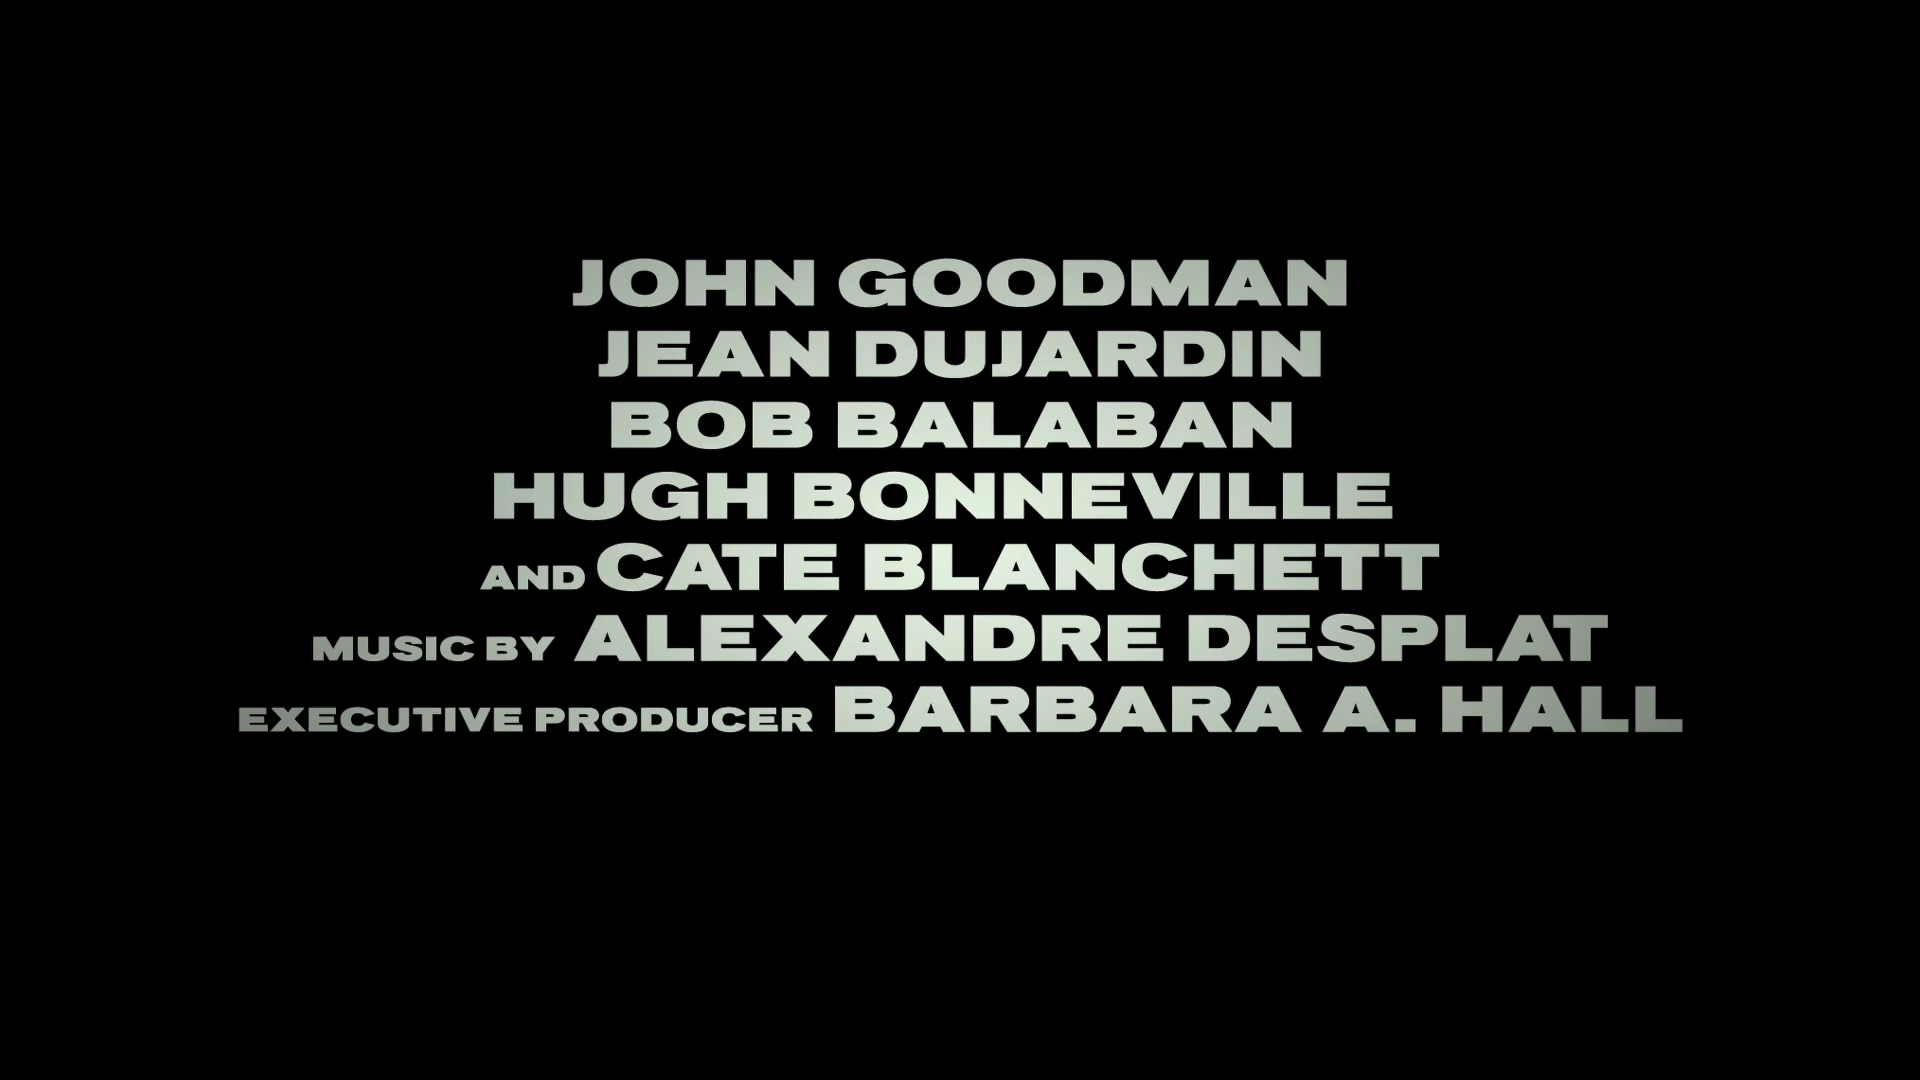 JOHN GOODMAN
JEAN DUJARDIN
BOB BALABAN
HUGH BONNEVILLE
AND CATE BLANCHETT
MUSIC BY ALEXANDRE DESPLAT
EXECUTIVE PRODUCER BARBARA A. HALL